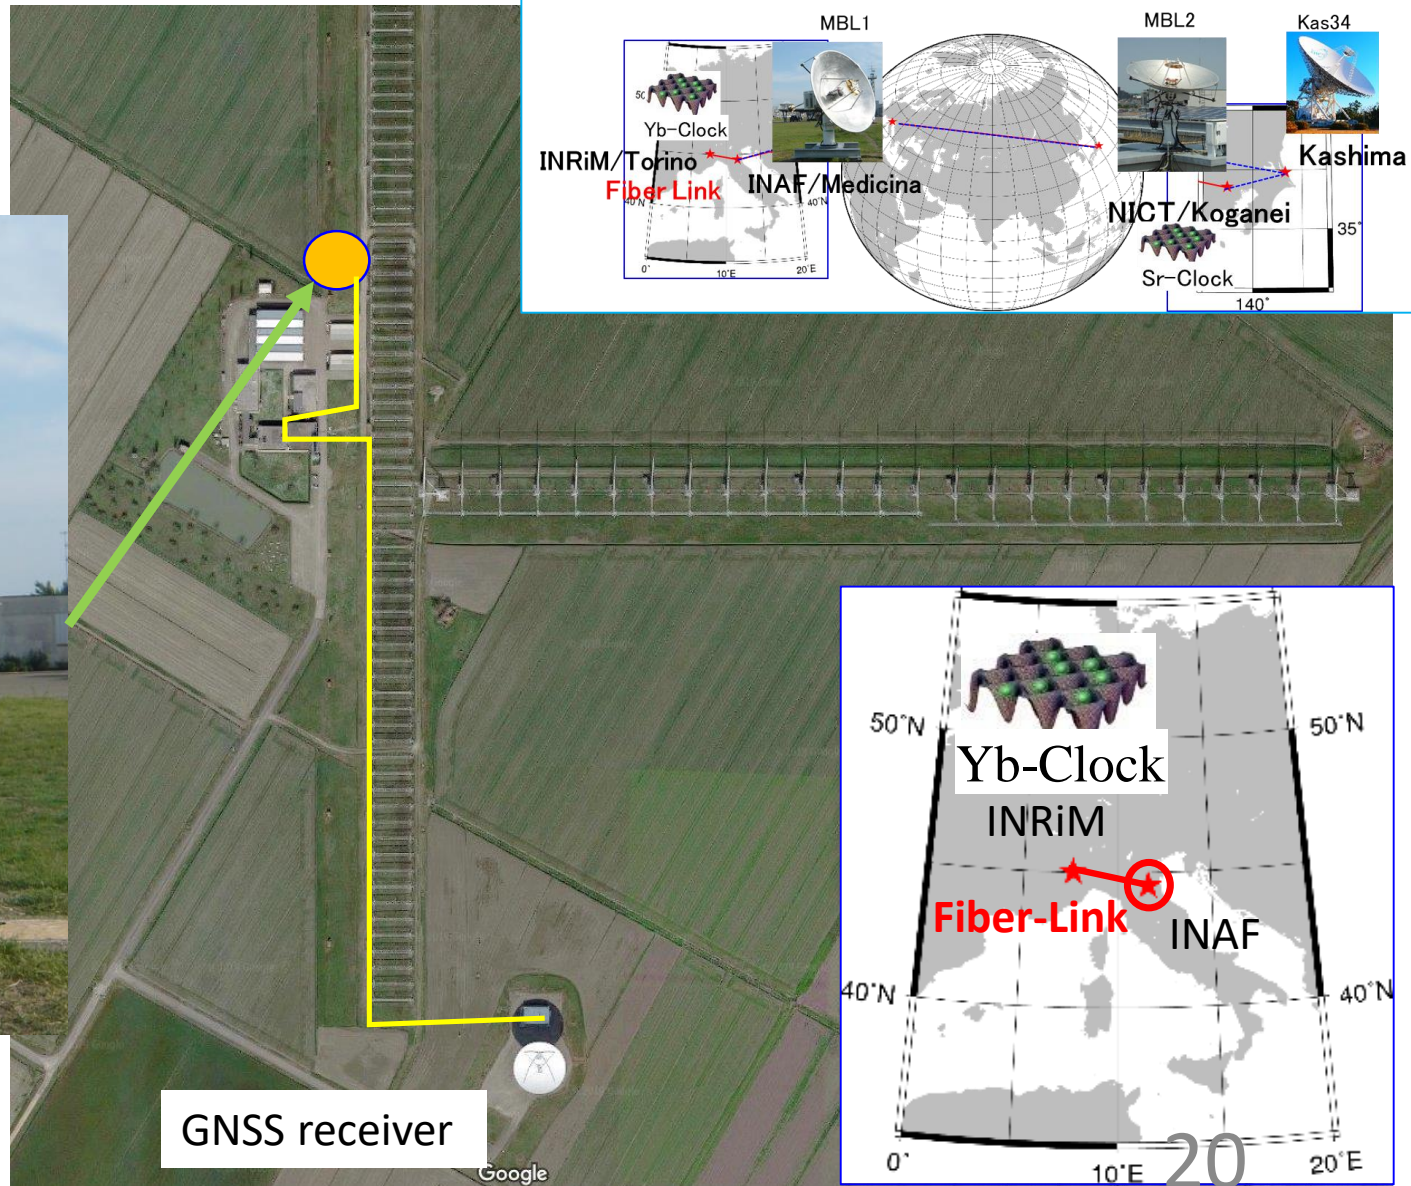 MBL1
MBL2
Kas34
Yb-Clock
INRiM/Torino
Fiber Link
INAF/Medicina
Kashima
NICT/Koganei
Sr-Clock
50
40°N
40°N
0°
10°E
20°E
35°
140°
Yb-Clock
INRiM
Fiber-Link
INAF
50°N
50°N
40°N
40°N
0°
10°E
20°E
20
GNSS receiver
Google